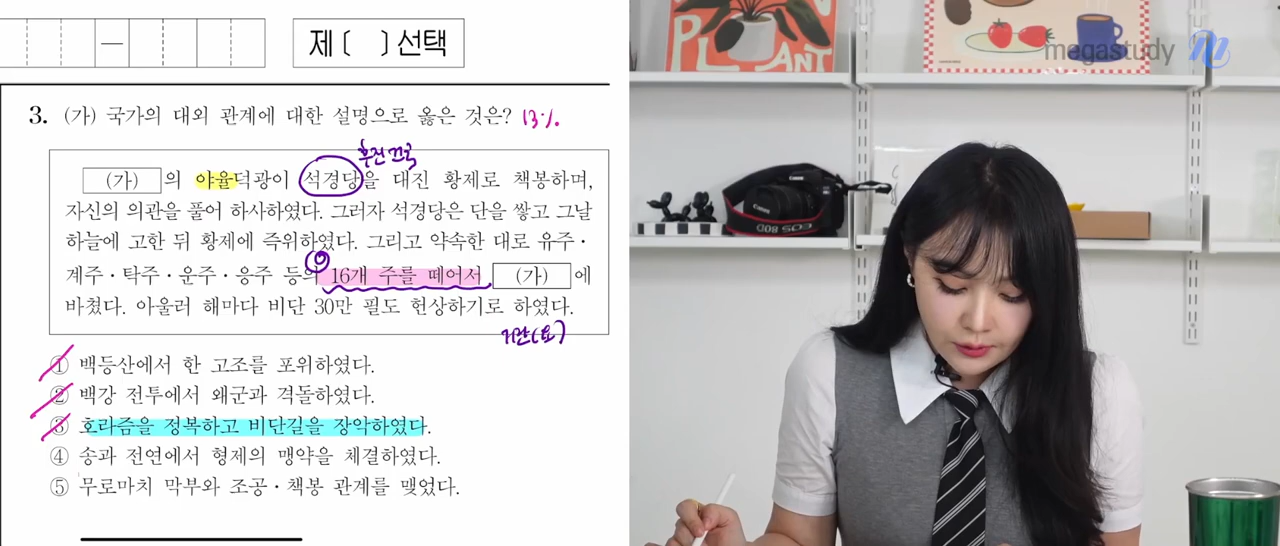 제 ( ) 선택
3. (가) 국가의 대외 관계에 대한 설명으로 옳은 것은? 13%
후진 건국
(가) 의 야율덕광이 석경당을 대진 황제로 책봉하며,
자신의 의관을 풀어 하사하였다. 그러자 석경당은 단을 쌓고 그날
하늘에 고한 뒤 황제에 즉위하였다. 그리고 약속한 대로 유주·
계주·탁주·운주·응주 등의 16개 주를 떼어서 (가) 에
바쳤다. 아울러 해마다 비단 30만 필도 헌상하기로 하였다.
거란(요)
① 백등산에서 한 고조를 포위하였다.
② 백강 전투에서 왜군과 격돌하였다.
③ 호라즘을 정복하고 비단길을 장악하였다.
④ 송과 전연에서 형제의 맹약을 체결하였다.
⑤ 무로마치 막부와 조공·책봉 관계를 맺었다.
PLANT
megastudy
Canon
Canon
EOS 80D